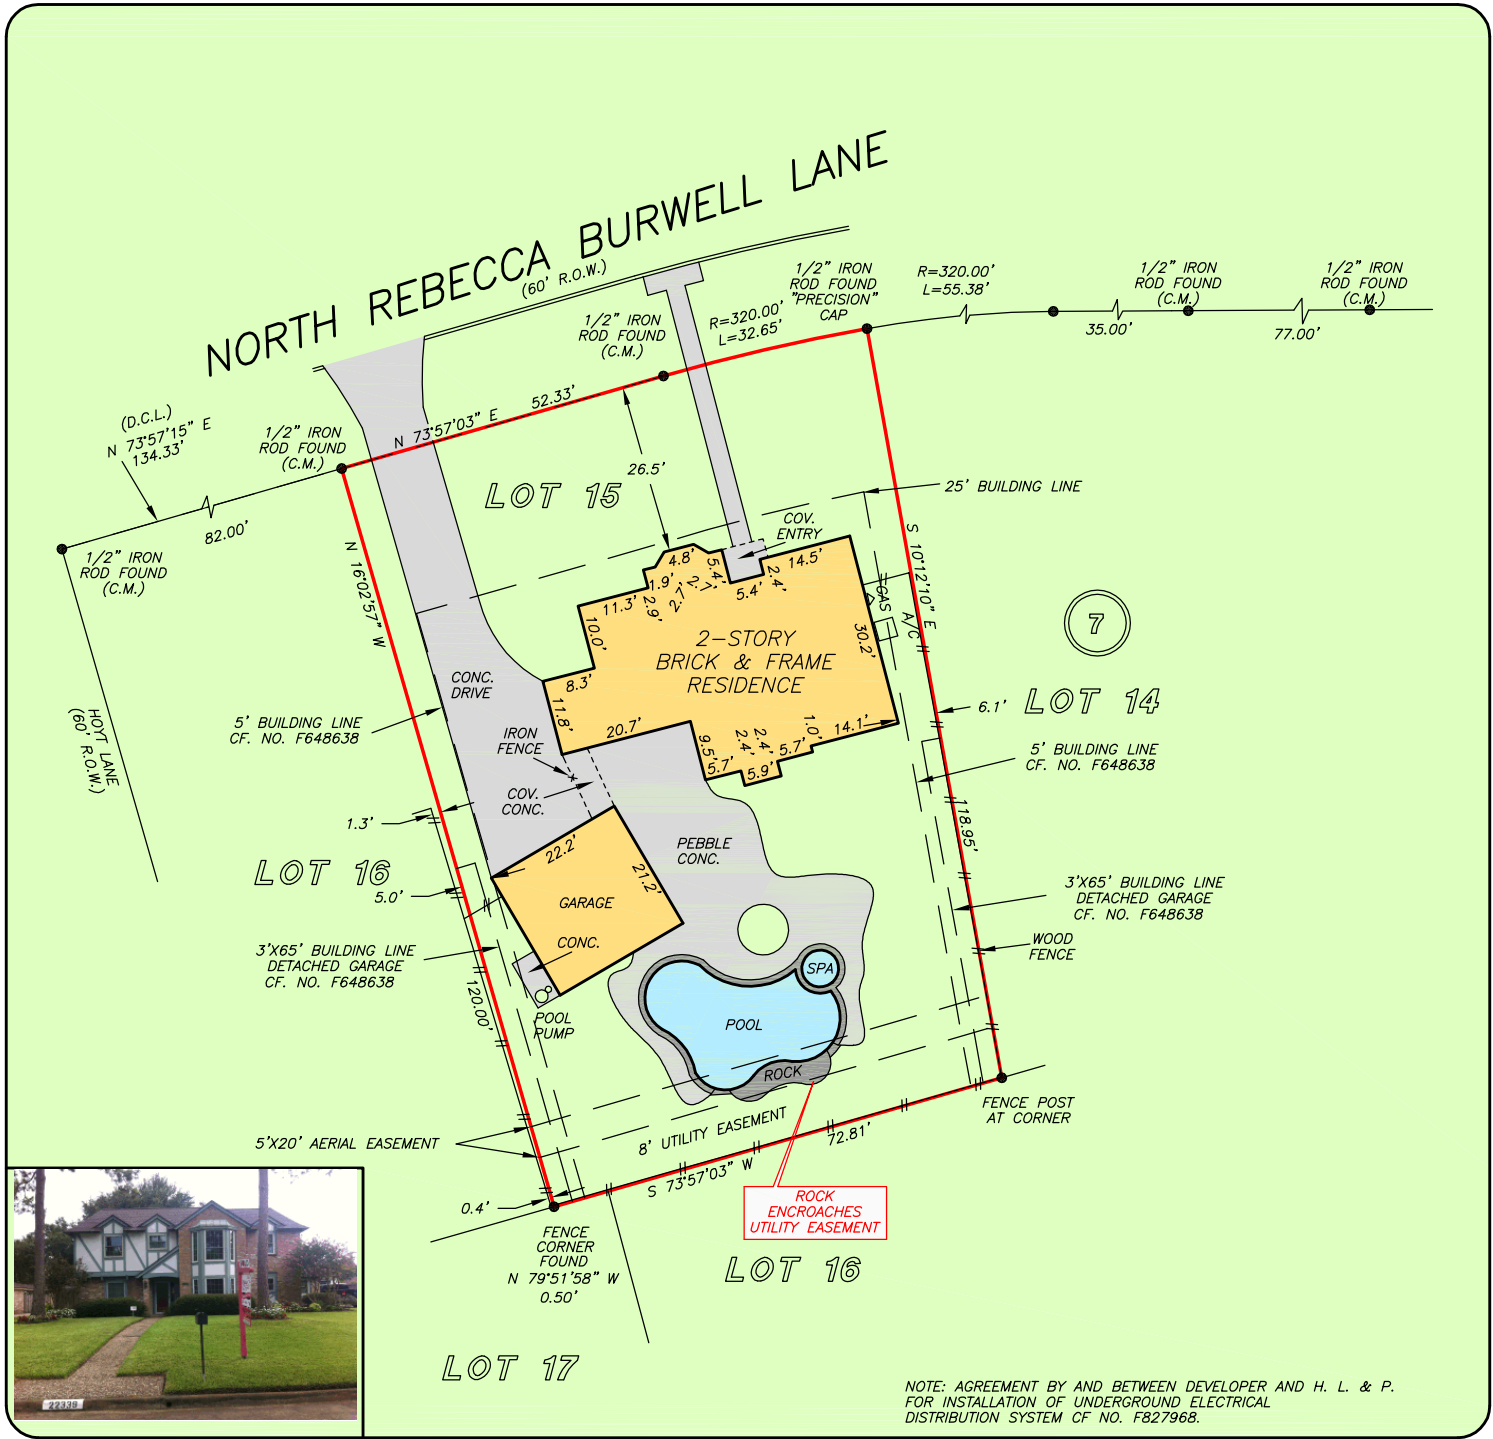 NORTH REBECCA BURWELL LANE
(60' R.O.W.)
1/2" IRON
ROD FOUND
"PRECISION"
CAP
R=320.00'
L=55.38'
1/2" IRON
ROD FOUND
(C.M.)
1/2" IRON
ROD FOUND
(C.M.)
35.00'
77.00'
1/2" IRON
ROD FOUND
(C.M.)
R=320.00'
L=32.65'
(D.C.L.)
N 73°57'15" E
134.33'
1/2" IRON
ROD FOUND
(C.M.)
N 73°57'03" E
52.33'
82.00'
1/2" IRON
ROD FOUND
(C.M.)
26.5'
LOT 15
25' BUILDING LINE
COV.
ENTRY
N 16°02'57" W
S 10°12'10" E
4.8'
5.4'
14.5'
1.9'
2.7'
2.7'
2.9'
5.4'
2.4'
11.3'
10.0'
GAS
A/C
7
2-STORY
BRICK & FRAME
RESIDENCE
30.2'
8.3'
11.8'
20.7'
CONC.
DRIVE
HOYT LANE
(60' R.O.W.)
5' BUILDING LINE
CF. NO. F648638
IRON
FENCE
LOT 14
6.1'
9.5'
5.7'
2.4'
5.9'
2.4'
5.7'
1.0'
14.1'
5' BUILDING LINE
CF. NO. F648638
COV.
CONC.
1.3'
118.95'
PEBBLE
CONC.
LOT 16
22.2'
21.2'
5.0'
GARAGE
3'X65' BUILDING LINE
DETACHED GARAGE
CF. NO. F648638
CONC.
WOOD
FENCE
3'X65' BUILDING LINE
DETACHED GARAGE
CF. NO. F648638
SPA
120.00'
POOL
PUMP
POOL
ROCK
5'X20' AERIAL EASEMENT
8' UTILITY EASEMENT
FENCE POST
AT CORNER
72.81'
S 73°57'03" W
0.4'
ROCK
ENCROACHES
UTILITY EASEMENT
FENCE
CORNER
FOUND
N 79°51'58" W
0.50'
LOT 16
LOT 17
22339
NOTE: AGREEMENT BY AND BETWEEN DEVELOPER AND H. L. & P.
FOR INSTALLATION OF UNDERGROUND ELECTRICAL
DISTRIBUTION SYSTEM CF NO. F827968.